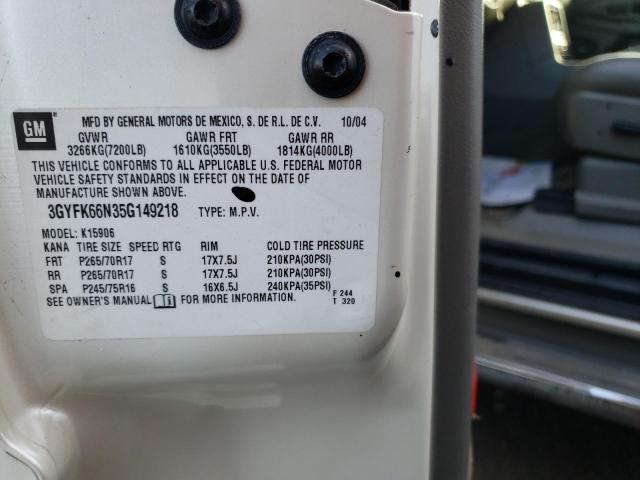 MFD BY GENERAL MOTORS DE MEXICO, S. DE R.L. DE C.V. 10/04
GM
GVWR GAWR FRT GAWR RR
3266KG(7200LB) 1610KG(3550LB) 1814KG(4000LB)
THIS VEHICLE CONFORMS TO ALL APPLICABLE U.S. FEDERAL MOTOR
VEHICLE SAFETY STANDARDS IN EFFECT ON THE DATE OF
MANUFACTURE SHOWN ABOVE.
3GYFK66N35G149218 TYPE: M.P.V.
MODEL: K15906
KANA TIRE SIZE SPEED RTG RIM COLD TIRE PRESSURE
FRT P265/70R17 S 17X7.5J 210KPA(30PSI)
RR P265/70R17 S 17X7.5J 210KPA(30PSI)
SPA P245/75R16 S 16X6.5J 240KPA(35PSI)
SEE OWNER'S MANUAL FOR MORE INFORMATION.
F 244
T 320